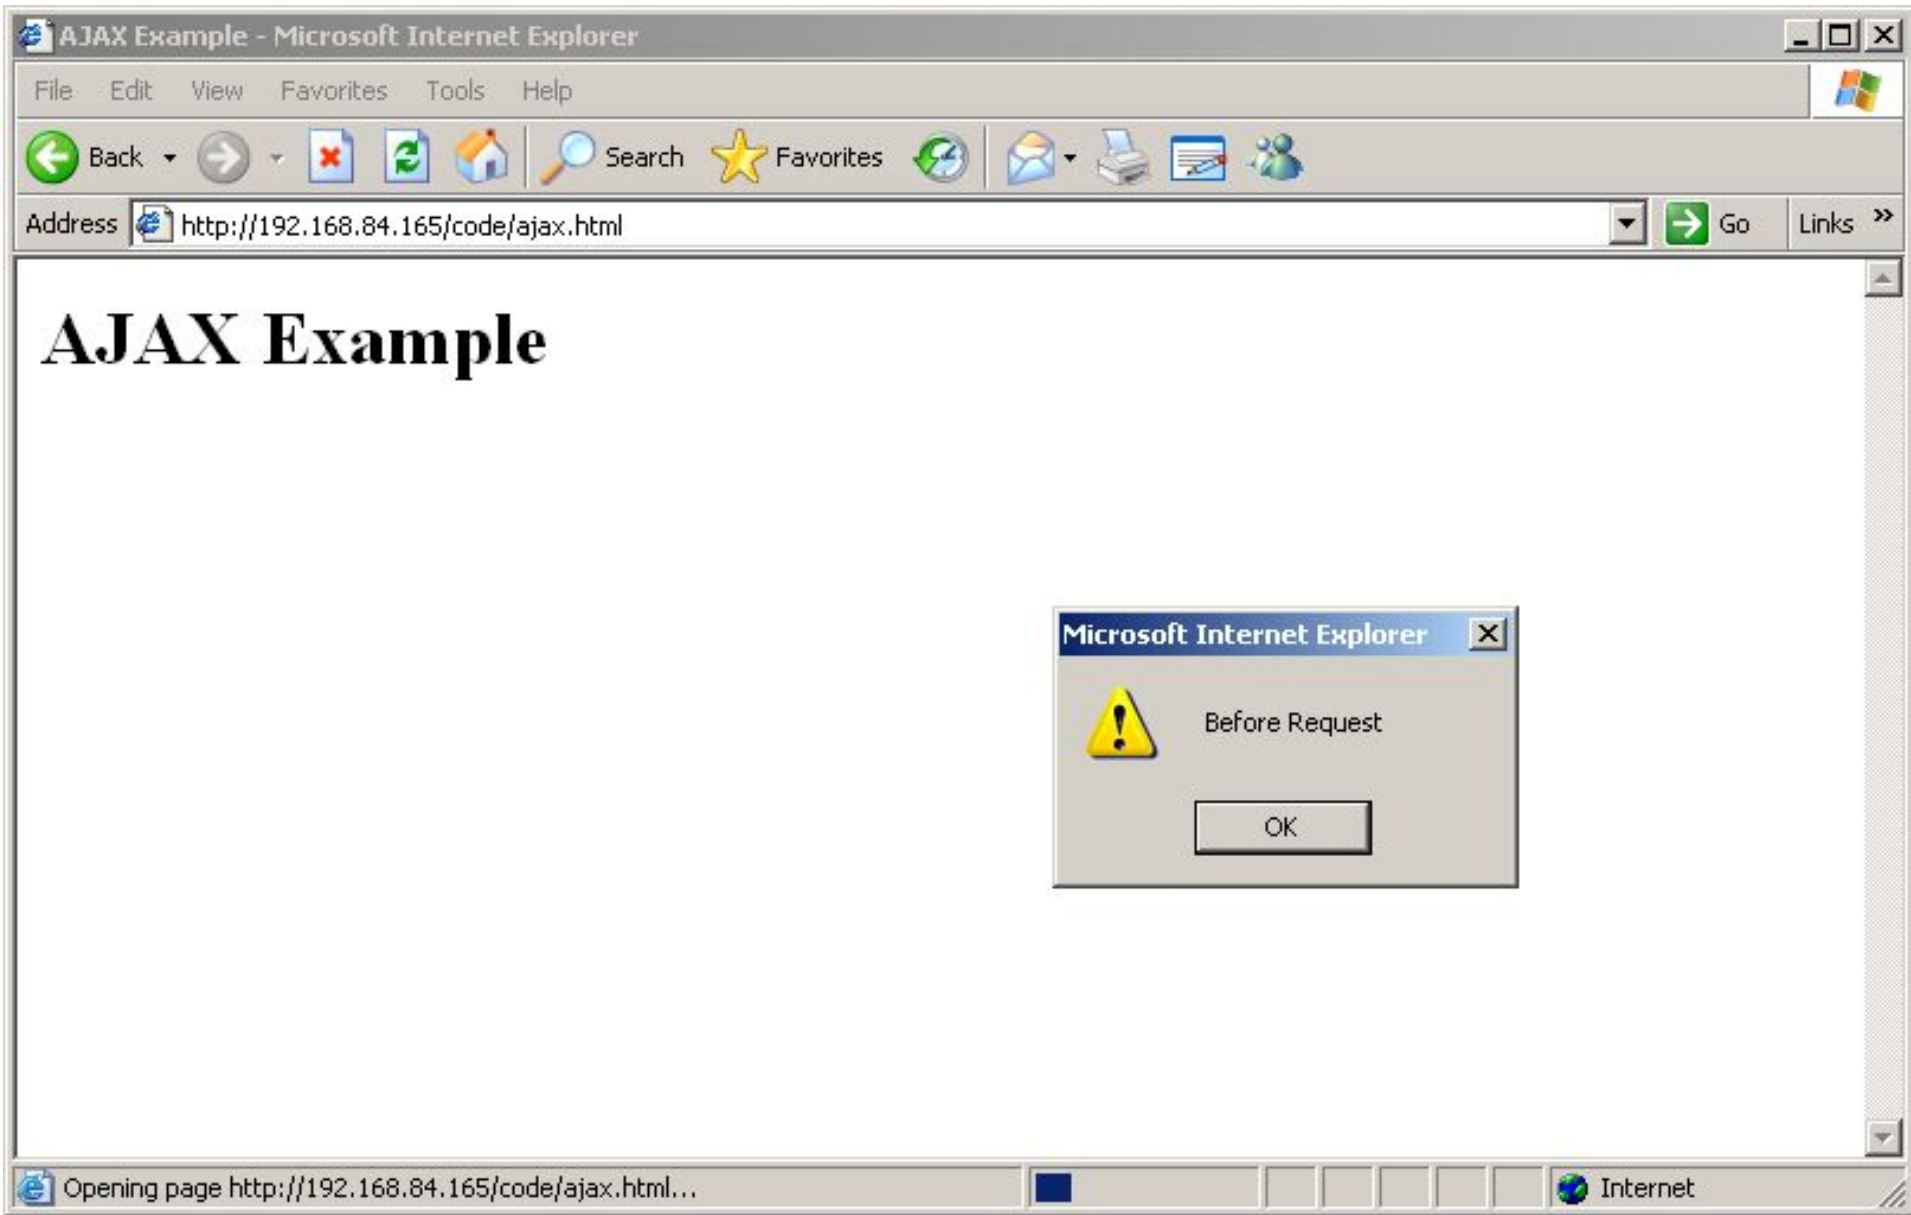 AJAX Example - Microsoft Internet Explorer
File Edit View Favorites Tools Help
Back Search Favorites
Address http://192.168.84.165/code/ajax.html Go Links »
AJAX Example
Microsoft Internet Explorer
Before Request
OK
Opening page http://192.168.84.165/code/ajax.html... Internet